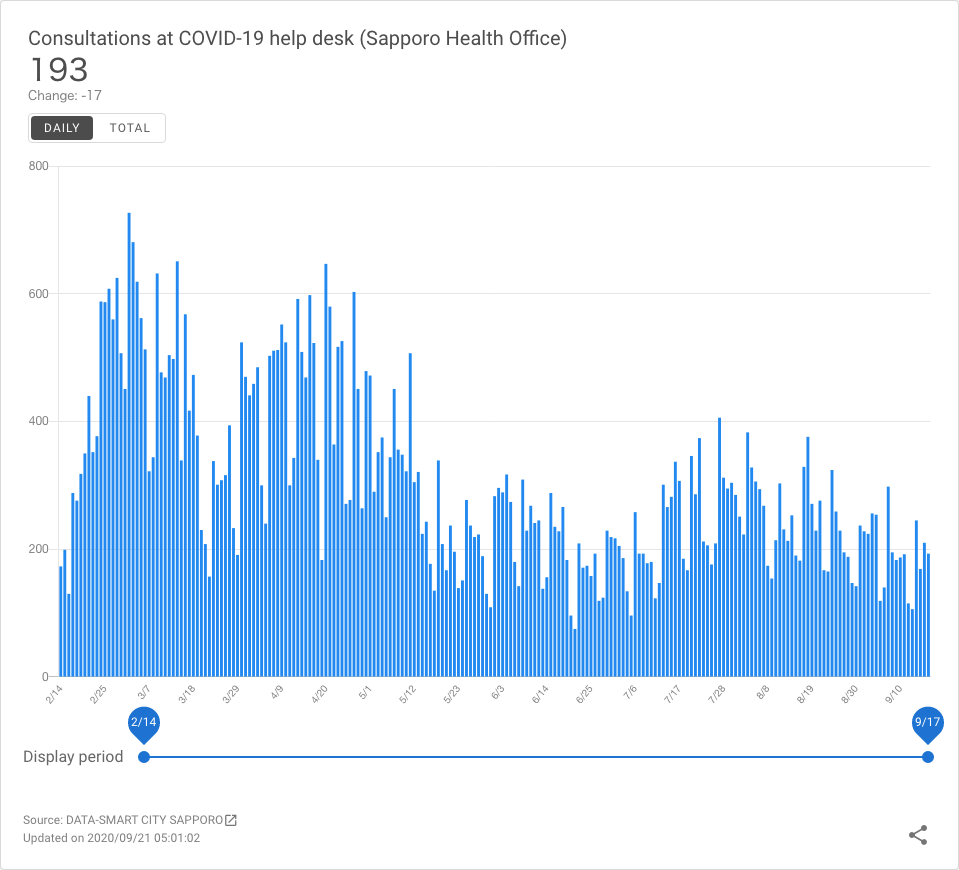 Consultations at COVID-19 help desk (Sapporo Health Office)
193
Change: -17
DAILY TOTAL
800
600
400
200
0
2/14 2/25 3/7 3/18 3/29 4/9 4/20 5/1 5/12 5/23 6/3 6/14 6/25 7/6 7/17 7/28 8/8 8/19 8/30 9/10
2/14 9/17
Display period
Source: DATA-SMART CITY SAPPORO
Updated on 2020/09/21 05:01:02